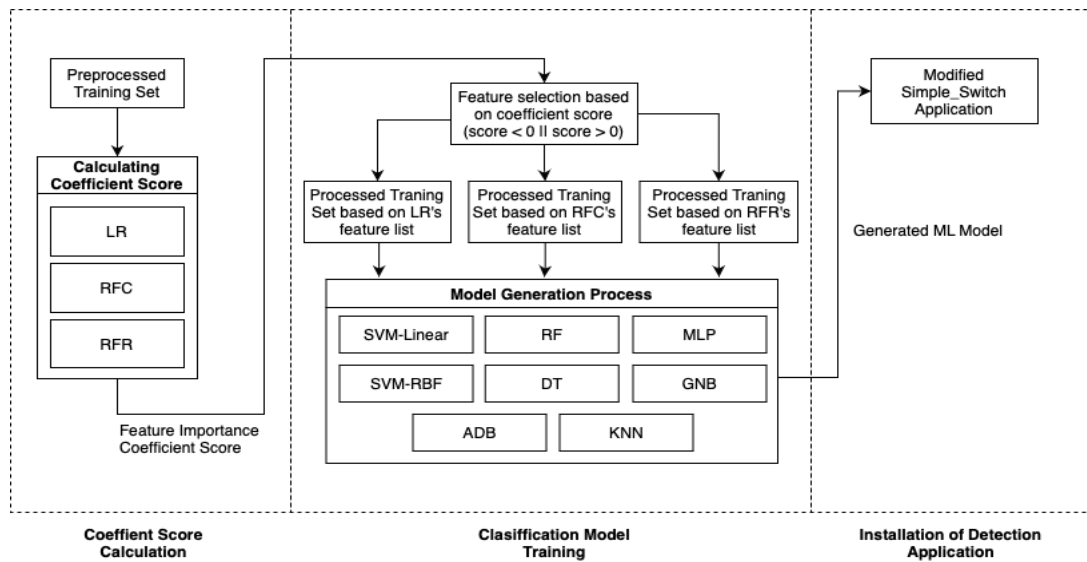 Preprocessed
Training Set
Calculating
Coefficient Score
LR
RFC
RFR
Feature Importance
Coefficient Score
Coeffient Score
Calculation
Feature selection based
on coefficient score
(score < 0 || score > 0)
Processed Traning
Set based on LR's
feature list
Processed Traning
Set based on RFC's
feature list
Processed Traning
Set based on RFR's
feature list
Model Generation Process
SVM-Linear
RF
MLP
SVM-RBF
DT
GNB
ADB
KNN
Clasification Model
Training
Modified
Simple_Switch
Application
Generated ML Model
Installation of Detection
Application